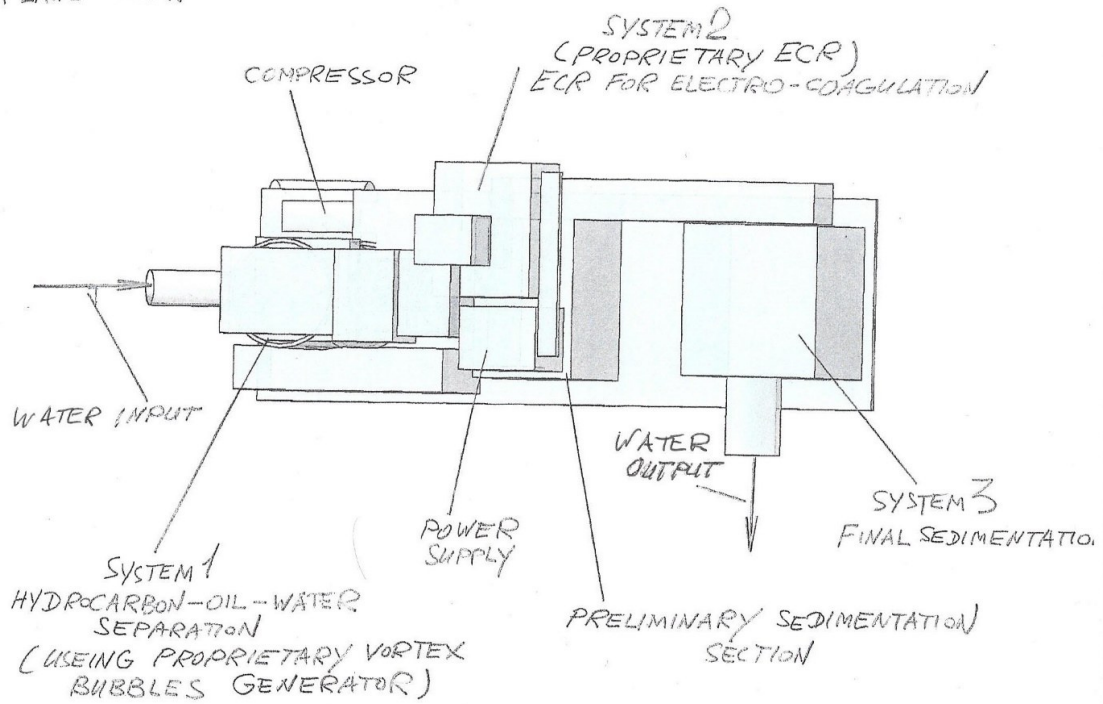 SYSTEM 2
(PROPRIETARY ECR)
ECR FOR ELECTRO-COAGULATION
COMPRESSOR
WATER INPUT
WATER
OUTPUT
SYSTEM 3
FINAL SEDIMENTATIO
POWER
SUPPLY
SYSTEM 1
HYDROCARBON-OIL-WATER
SEPARATION
(USEING PROPRIETARY VORTEX
BUBBLES GENERATOR)
PRELIMINARY SEDIMENTATION
SECTION